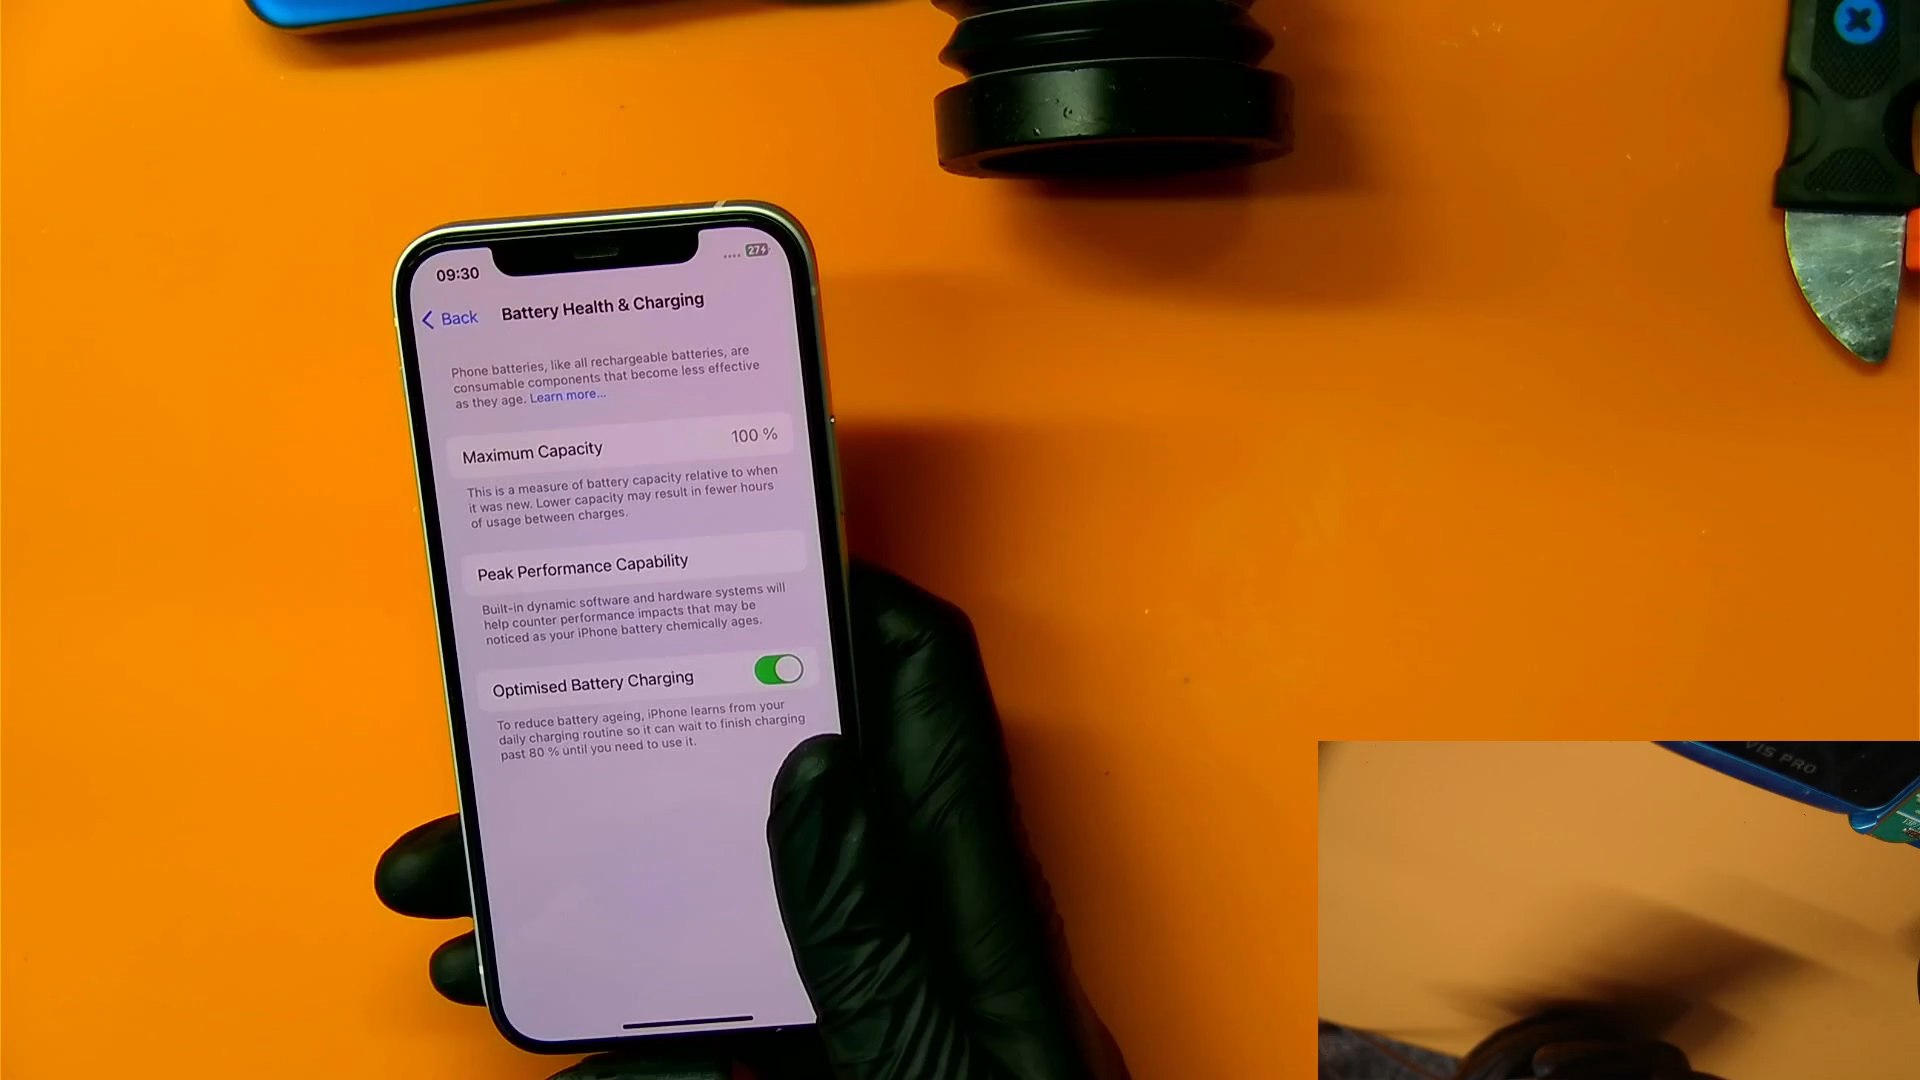 09:30
27
Back
Battery Health & Charging
Phone batteries, like all rechargeable batteries, are
consumable components that become less effective
as they age. Learn more...
Maximum Capacity
100 %
This is a measure of battery capacity relative to when
it was new. Lower capacity may result in fewer hours
of usage between charges.
Peak Performance Capability
Built-in dynamic software and hardware systems will
help counter performance impacts that may be
noticed as your iPhone battery chemically ages.
Optimised Battery Charging
To reduce battery ageing, iPhone learns from your
daily charging routine so it can wait to finish charging
past 80 % until you need to use it.
VIS PRO